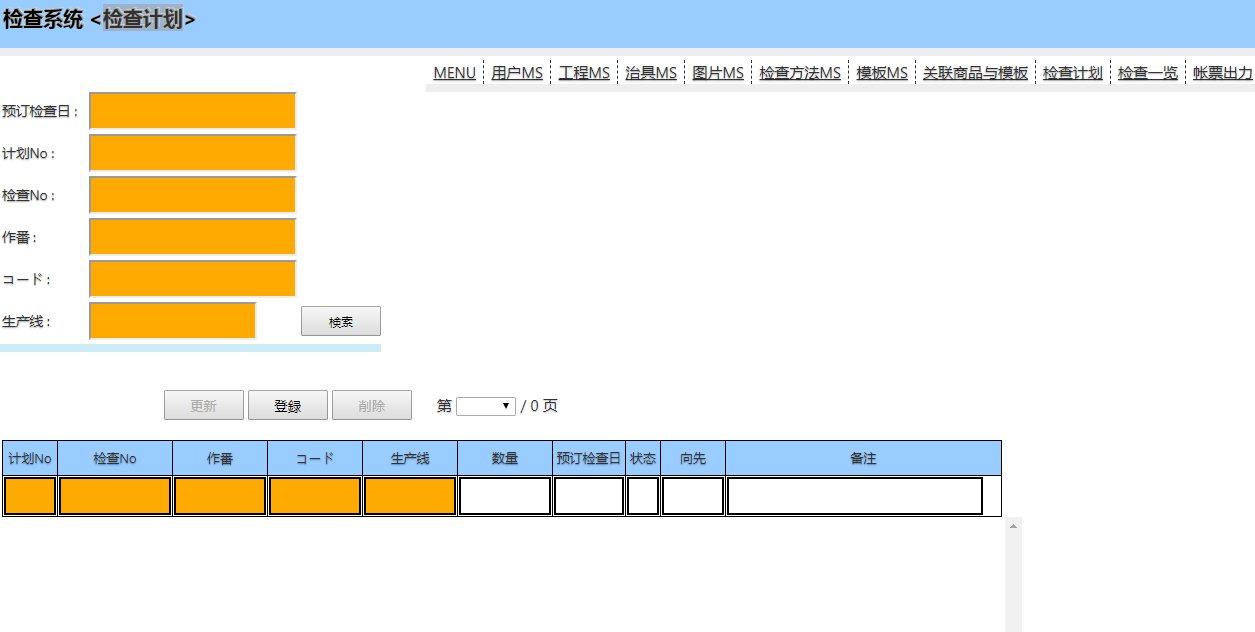 检查系统 <检查计划>
MENU 用户MS 工程MS 治具MS 图片MS 检查方法MS 模板MS 关联商品与模板 检查计划 检查一览 帐票出力
预订检查日 :
计划No :
检查No :
作番 :
コード :
生产线 :
検索
更新 登録 削除 第 / 0 页
计划No 检查No 作番 コード 生产线 数量 预订检查日 状态 向先 备注